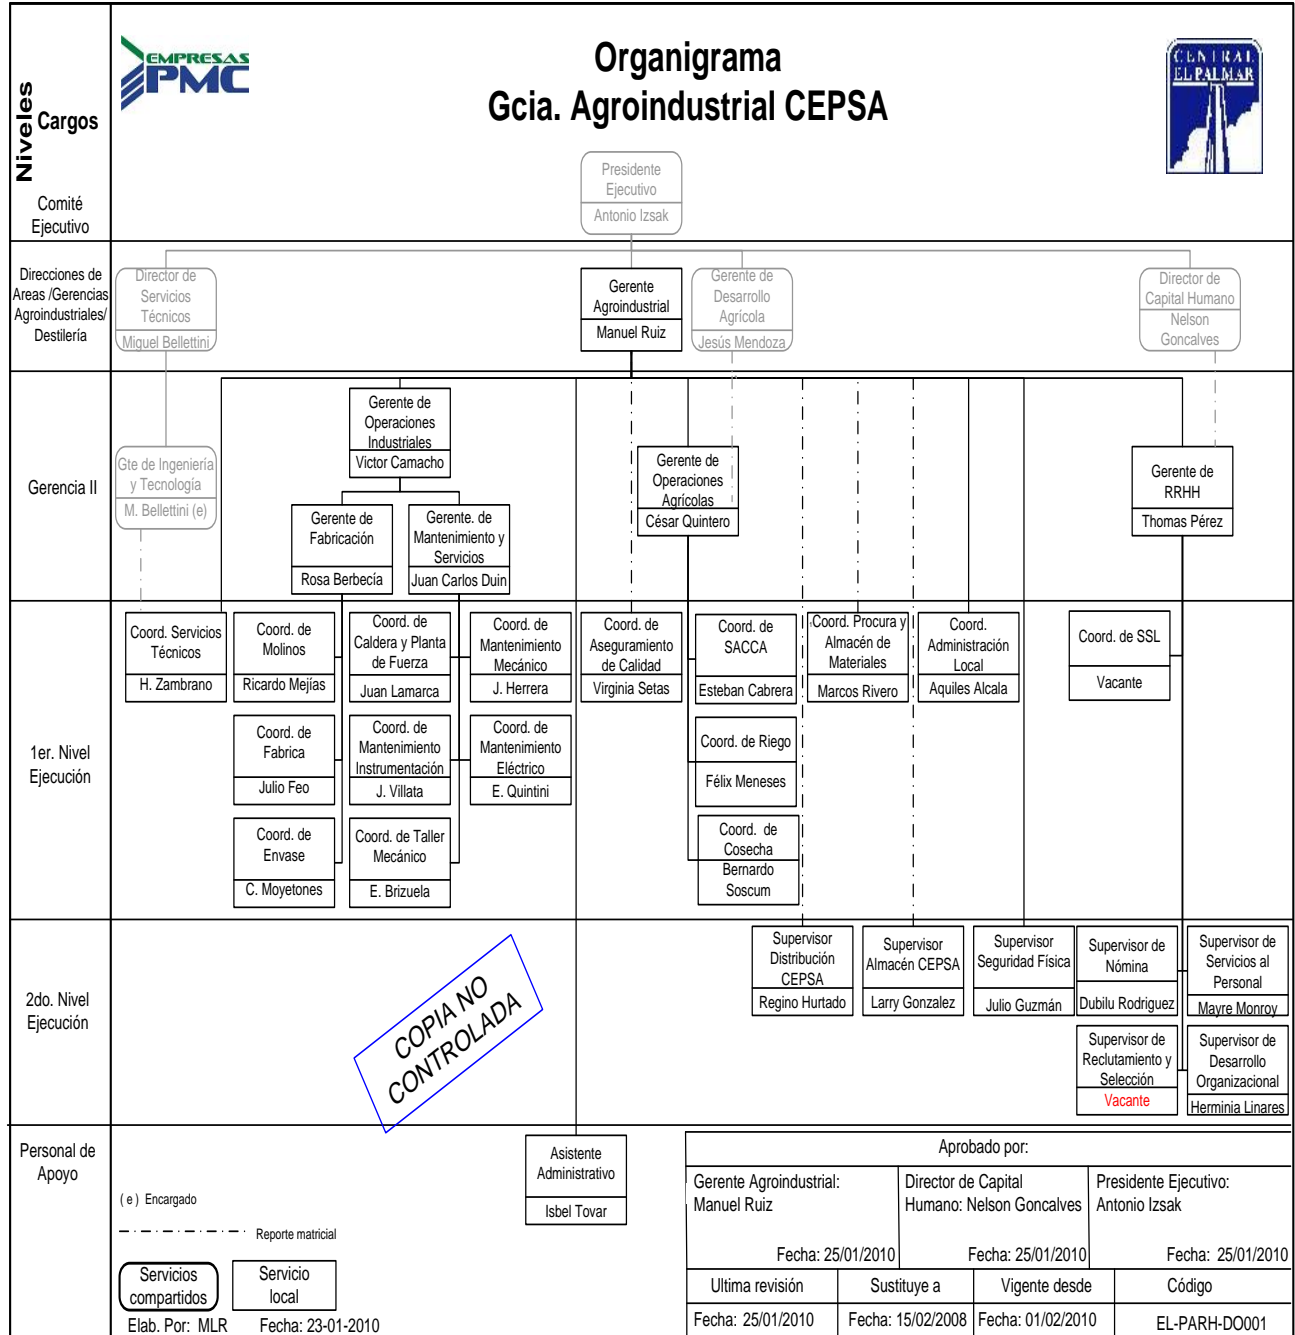 Niveles
Cargos
EMPRESAS
PMC
Organigrama
Gcia. Agroindustrial CEPSA
CENTRAL
EL PALMAR
Comité
Ejecutivo
Presidente
Ejecutivo
Antonio Izsak
Direcciones de
Areas /Gerencias
Agroindustriales/
Destilería
Director de
Servicios
Técnicos
Miguel Bellettini
Gerente
Agroindustrial
Manuel Ruiz
Gerente de
Desarrollo
Agrícola
Jesús Mendoza
Director de
Capital Humano
Nelson
Goncalves
Gerencia II
Gte de Ingeniería
y Tecnología
M. Bellettini (e)
Gerente de
Operaciones
Industriales
Victor Camacho
Gerente de
Fabricación
Rosa Berbecía
Gerente. de
Mantenimiento y
Servicios
Juan Carlos Duin
Gerente de
Operaciones
Agrícolas
César Quintero
Gerente de
RRHH
Thomas Pérez
1er. Nivel
Ejecución
Coord. Servicios
Técnicos
H. Zambrano
Coord. de
Molinos
Ricardo Mejías
Coord. de
Caldera y Planta
de Fuerza
Juan Lamarca
Coord. de
Mantenimiento
Mecánico
J. Herrera
Coord. de
Aseguramiento
de Calidad
Virginia Setas
Coord. de
SACCA
Esteban Cabrera
Coord. Procura y
Almacén de
Materiales
Marcos Rivero
Coord.
Administración
Local
Aquiles Alcala
Coord. de SSL
Vacante
Coord. de
Fabrica
Julio Feo
Coord. de
Mantenimiento
Instrumentación
J. Villata
Coord. de
Mantenimiento
Eléctrico
E. Quintini
Coord. de Riego
Félix Meneses
Coord. de
Envase
C. Moyetones
Coord. de Taller
Mecánico
E. Brizuela
Coord. de
Cosecha
Bernardo
Soscum
2do. Nivel
Ejecución
COPIA NO
CONTROLADA
Supervisor
Distribución
CEPSA
Regino Hurtado
Supervisor
Almacén CEPSA
Larry Gonzalez
Supervisor
Seguridad Física
Julio Guzmán
Supervisor de
Nómina
Dubilu Rodriguez
Supervisor de
Servicios al
Personal
Mayre Monroy
Supervisor de
Reclutamiento y
Selección
Vacante
Supervisor de
Desarrollo
Organizacional
Herminia Linares
Personal de
Apoyo
Asistente
Administrativo
Isbel Tovar
( e ) Encargado
Reporte matricial
Servicios
compartidos
Servicio
local
Elab. Por: MLR Fecha: 23-01-2010
Aprobado por:
Gerente Agroindustrial:
Manuel Ruiz
Fecha: 25/01/2010
Director de Capital
Humano: Nelson Goncalves
Fecha: 25/01/2010
Presidente Ejecutivo:
Antonio Izsak
Fecha: 25/01/2010
Ultima revisión
Sustituye a
Vigente desde
Código
Fecha: 25/01/2010
Fecha: 15/02/2008
Fecha: 01/02/2010
EL-PARH-DO001